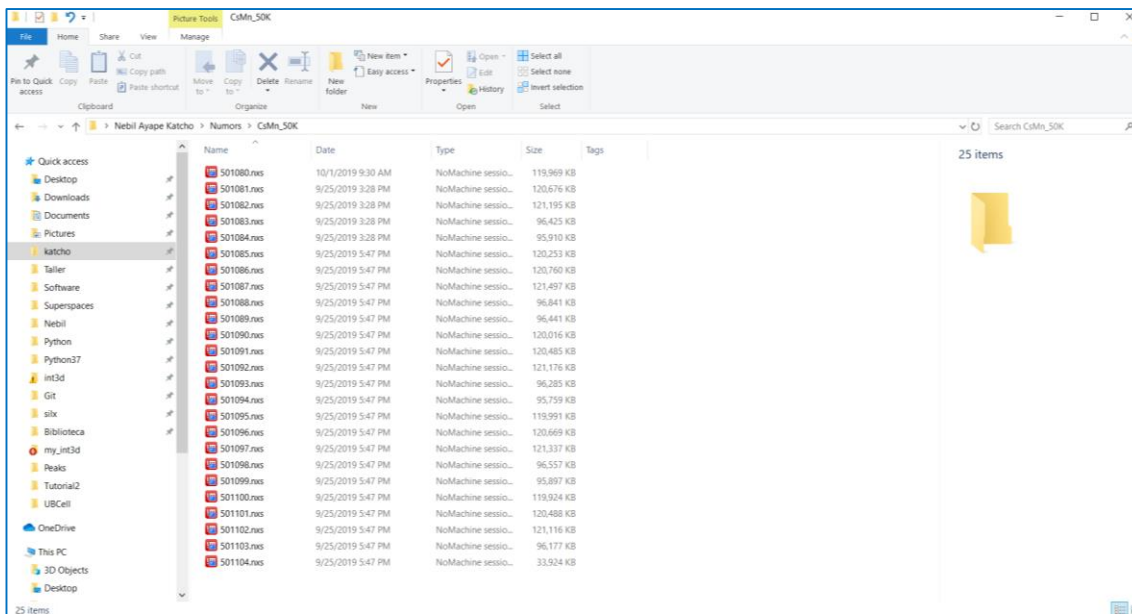 Picture Tools CsMn_50K
File Home Share View Manage
Pin to Quick access
Copy
Paste
Cut
Copy path
Paste shortcut
Clipboard
Move to
Copy to
Delete
Rename
Organize
New folder
New item
Easy access
New
Properties
Open
Edit
History
Open
Select all
Select none
Invert selection
Select
> Nebil Ayape Katcho > Numors > CsMn_50K
Search CsMn_50K
Quick access
Desktop
Downloads
Documents
Pictures
katcho
Taller
Software
Superspaces
Nebil
Python
Python37
int3d
Git
silx
Biblioteca
my_int3d
Peaks
Tutorial2
UBCell
OneDrive
This PC
3D Objects
Desktop
Name Date Type Size Tags
501080.nxs 10/1/2019 9:30 AM NoMachine sessio... 119,969 KB
501081.nxs 9/25/2019 3:28 PM NoMachine sessio... 120,676 KB
501082.nxs 9/25/2019 3:28 PM NoMachine sessio... 121,195 KB
501083.nxs 9/25/2019 3:28 PM NoMachine sessio... 96,425 KB
501084.nxs 9/25/2019 3:28 PM NoMachine sessio... 95,910 KB
501085.nxs 9/25/2019 5:47 PM NoMachine sessio... 120,253 KB
501086.nxs 9/25/2019 5:47 PM NoMachine sessio... 120,760 KB
501087.nxs 9/25/2019 5:47 PM NoMachine sessio... 121,497 KB
501088.nxs 9/25/2019 5:47 PM NoMachine sessio... 96,841 KB
501089.nxs 9/25/2019 5:47 PM NoMachine sessio... 96,441 KB
501090.nxs 9/25/2019 5:47 PM NoMachine sessio... 120,016 KB
501091.nxs 9/25/2019 5:47 PM NoMachine sessio... 120,485 KB
501092.nxs 9/25/2019 5:47 PM NoMachine sessio... 121,176 KB
501093.nxs 9/25/2019 5:47 PM NoMachine sessio... 96,285 KB
501094.nxs 9/25/2019 5:47 PM NoMachine sessio... 95,759 KB
501095.nxs 9/25/2019 5:47 PM NoMachine sessio... 119,991 KB
501096.nxs 9/25/2019 5:47 PM NoMachine sessio... 120,669 KB
501097.nxs 9/25/2019 5:47 PM NoMachine sessio... 121,337 KB
501098.nxs 9/25/2019 5:47 PM NoMachine sessio... 96,557 KB
501099.nxs 9/25/2019 5:47 PM NoMachine sessio... 95,897 KB
501100.nxs 9/25/2019 5:47 PM NoMachine sessio... 119,924 KB
501101.nxs 9/25/2019 5:47 PM NoMachine sessio... 120,488 KB
501102.nxs 9/25/2019 5:47 PM NoMachine sessio... 121,116 KB
501103.nxs 9/25/2019 5:47 PM NoMachine sessio... 96,177 KB
501104.nxs 9/25/2019 5:47 PM NoMachine sessio... 33,924 KB
25 items
25 items